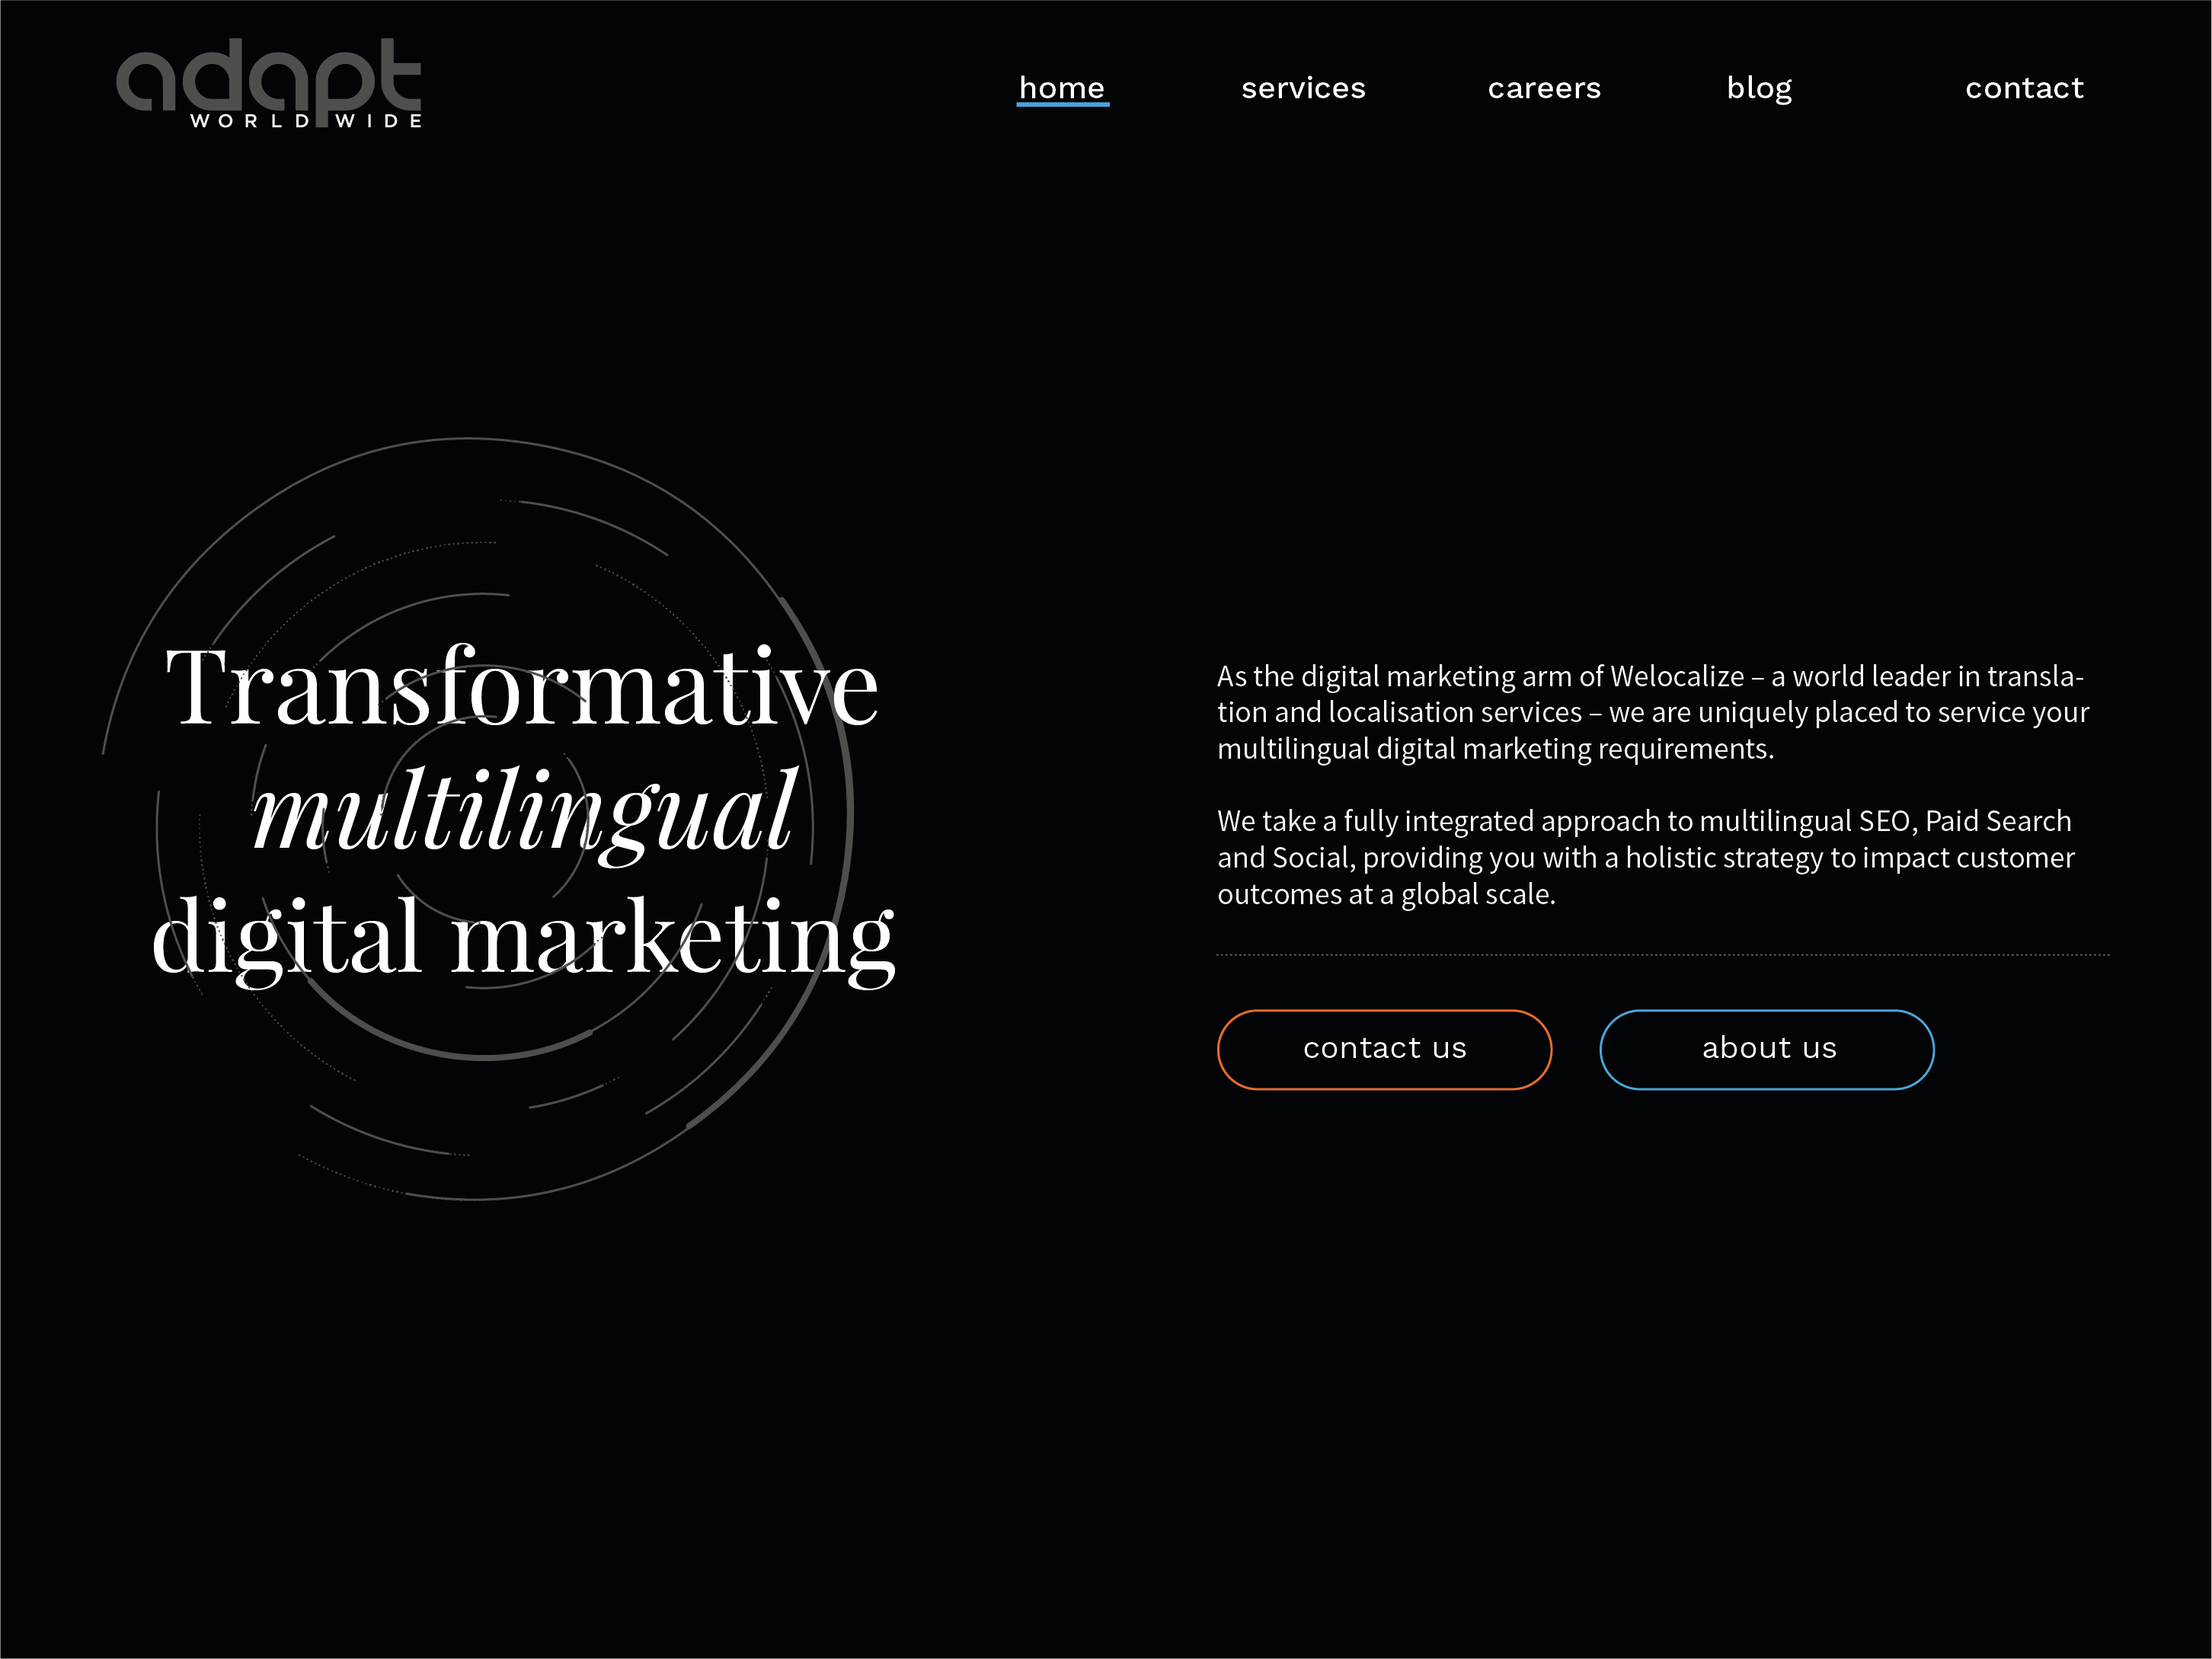 adapt
WORLD WIDE
home services careers blog contact
Transformative
multilingual
digital marketing
As the digital marketing arm of Welocalize – a world leader in transla-
tion and localisation services – we are uniquely placed to service your
multilingual digital marketing requirements.
We take a fully integrated approach to multilingual SEO, Paid Search
and Social, providing you with a holistic strategy to impact customer
outcomes at a global scale.
contact us about us